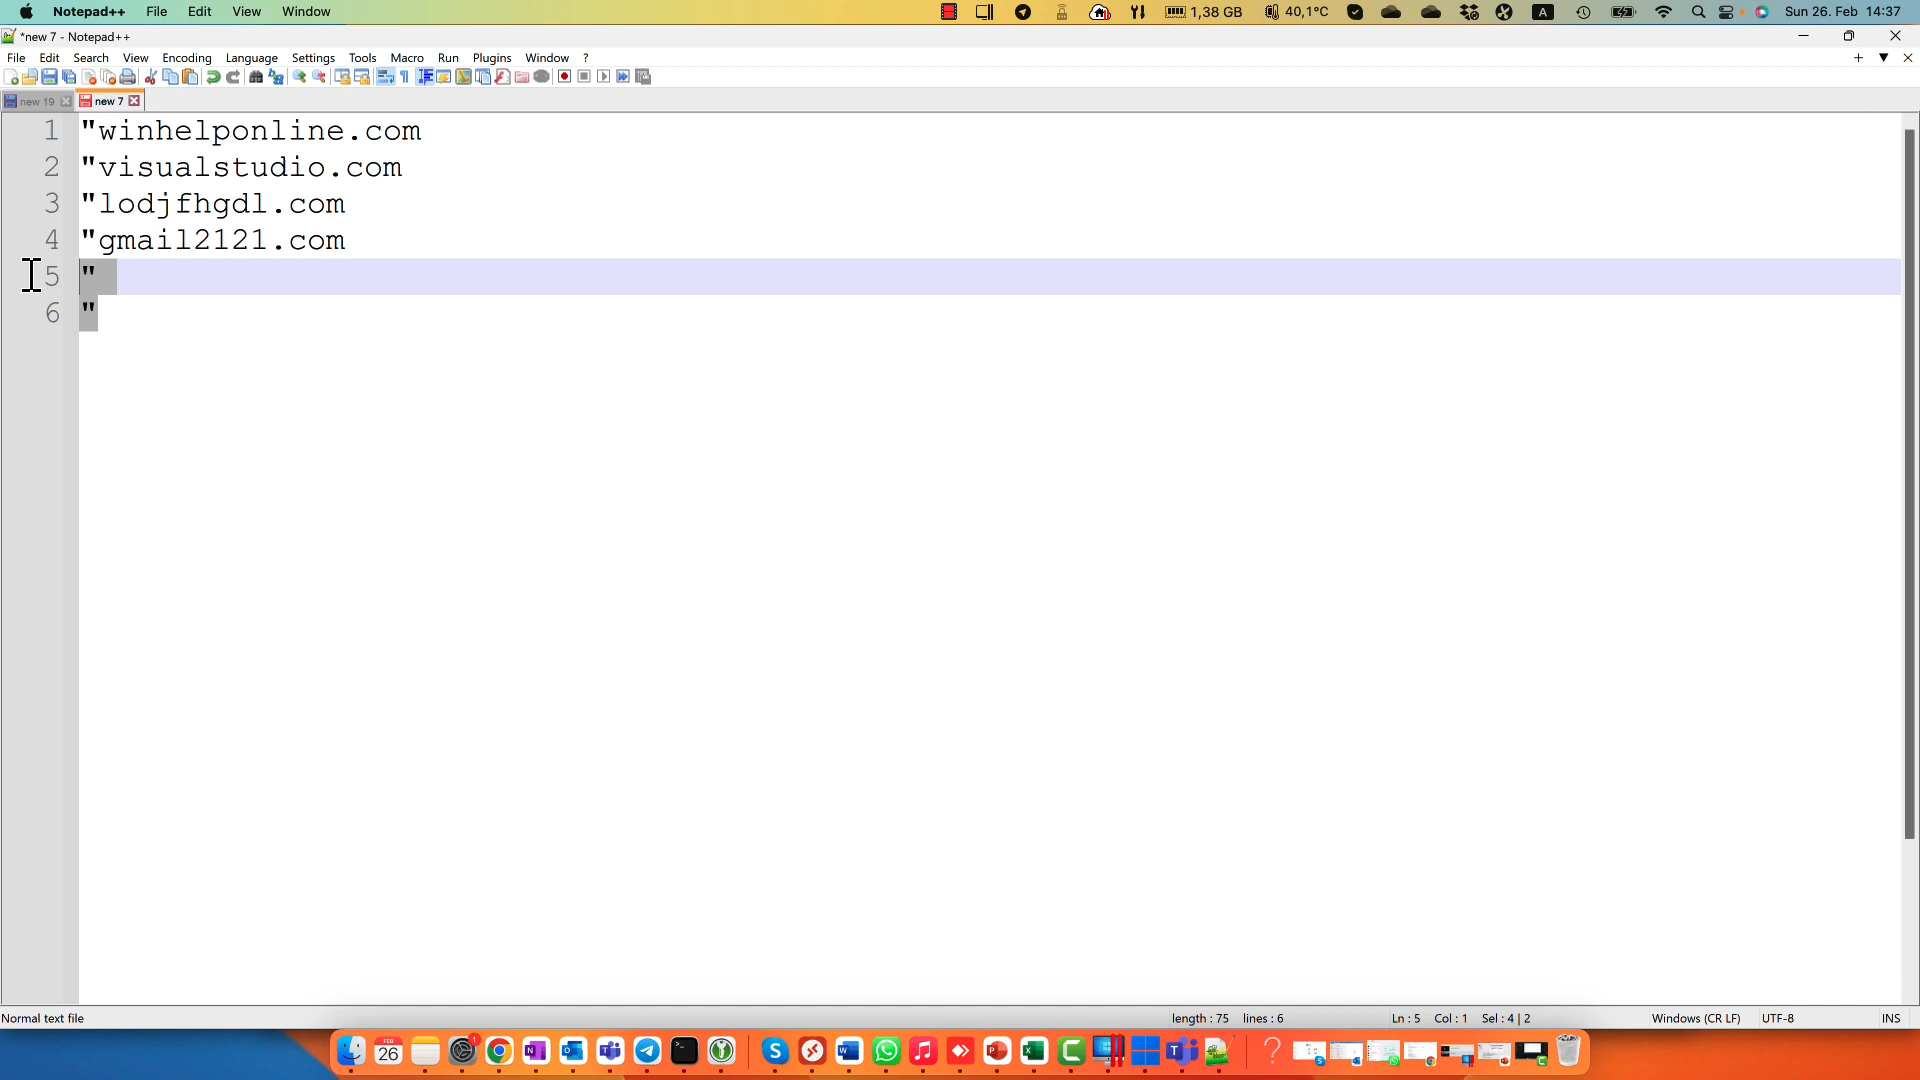 Notepad++ File Edit View Window 1,38 GB 40,1°C A Sun 26. Feb 14:37
*new 7 - Notepad++
File Edit Search View Encoding Language Settings Tools Macro Run Plugins Window ?
new 19 new 7
1 "winhelponline.com
2 "visualstudio.com
3 "lodjfhgdl.com
4 "gmail2121.com
5 "
6 "
Normal text file length : 75 lines : 6 Ln : 5 Col : 1 Sel : 4 | 2 Windows (CR LF) UTF-8 INS
FEB
26
1